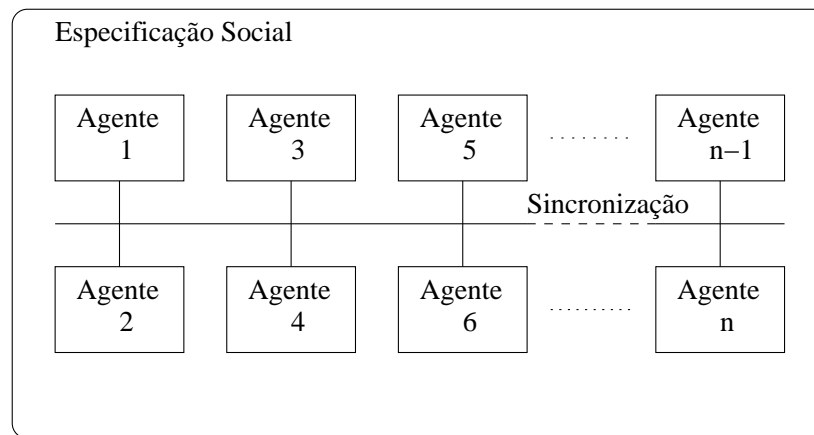 Especificação Social
Agente
1
Agente
3
Agente
5
Agente
n−1
Sincronização
Agente
2
Agente
4
Agente
6
Agente
n